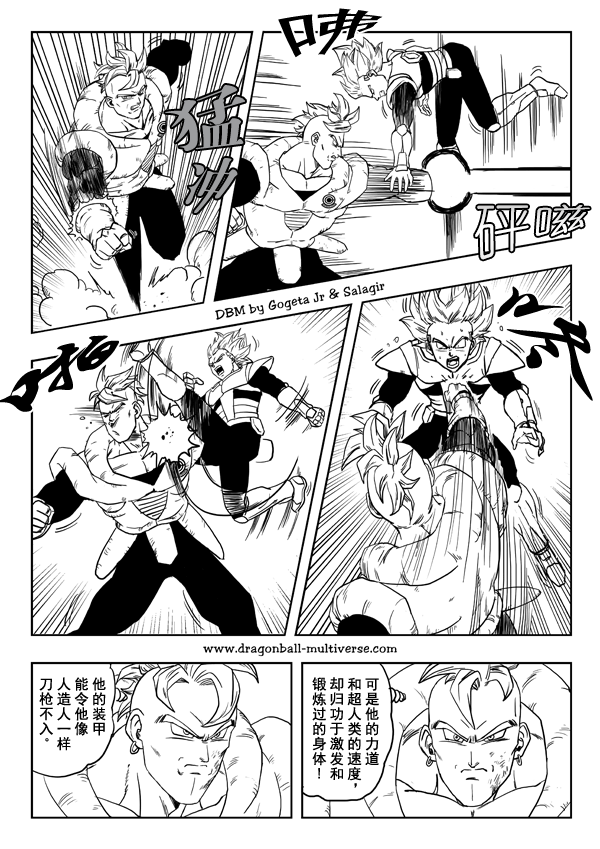 猛冲
咈
砰嗞
DBM by Gogeta Jr & Salagir
啪
www.dragonball-multiverse.com
可是他的力道
和超人类的速度，
却归功于激发和
锻炼过的身体！
他的装甲
能令他像
人造人一样
刀枪不入。